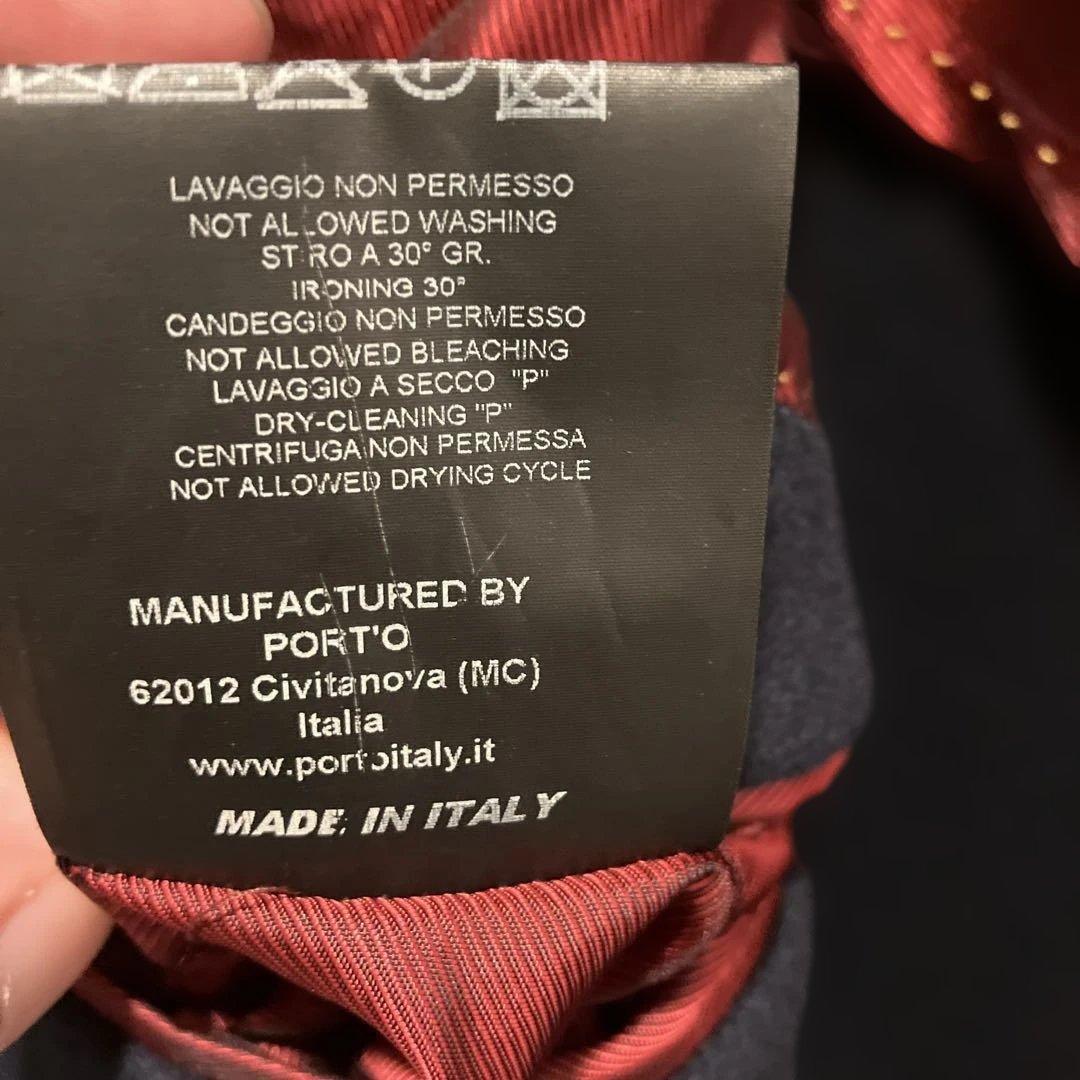 LAVAGGIO NON PERMESSO
NOT ALLOWED WASHING
STIRO A 30° GR.
IRONING 30°
CANDEGGIO NON PERMESSO
NOT ALLOWED BLEACHING
LAVAGGIO A SECCO "P"
DRY-CLEANING "P"
CENTRIFUGA NON PERMESSA
NOT ALLOWED DRYING CYCLE
MANUFACTURED BY
PORT'O
62012 Civitanova (MC)
Italia
www.portoitaly.it
MADE IN ITALY